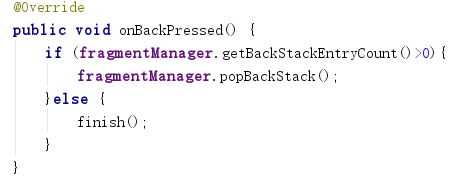 @Override
public void onBackPressed() {
    if (fragmentManager.getBackStackEntryCount()>0){
        fragmentManager.popBackStack();
    }else {
        finish();
    }
}